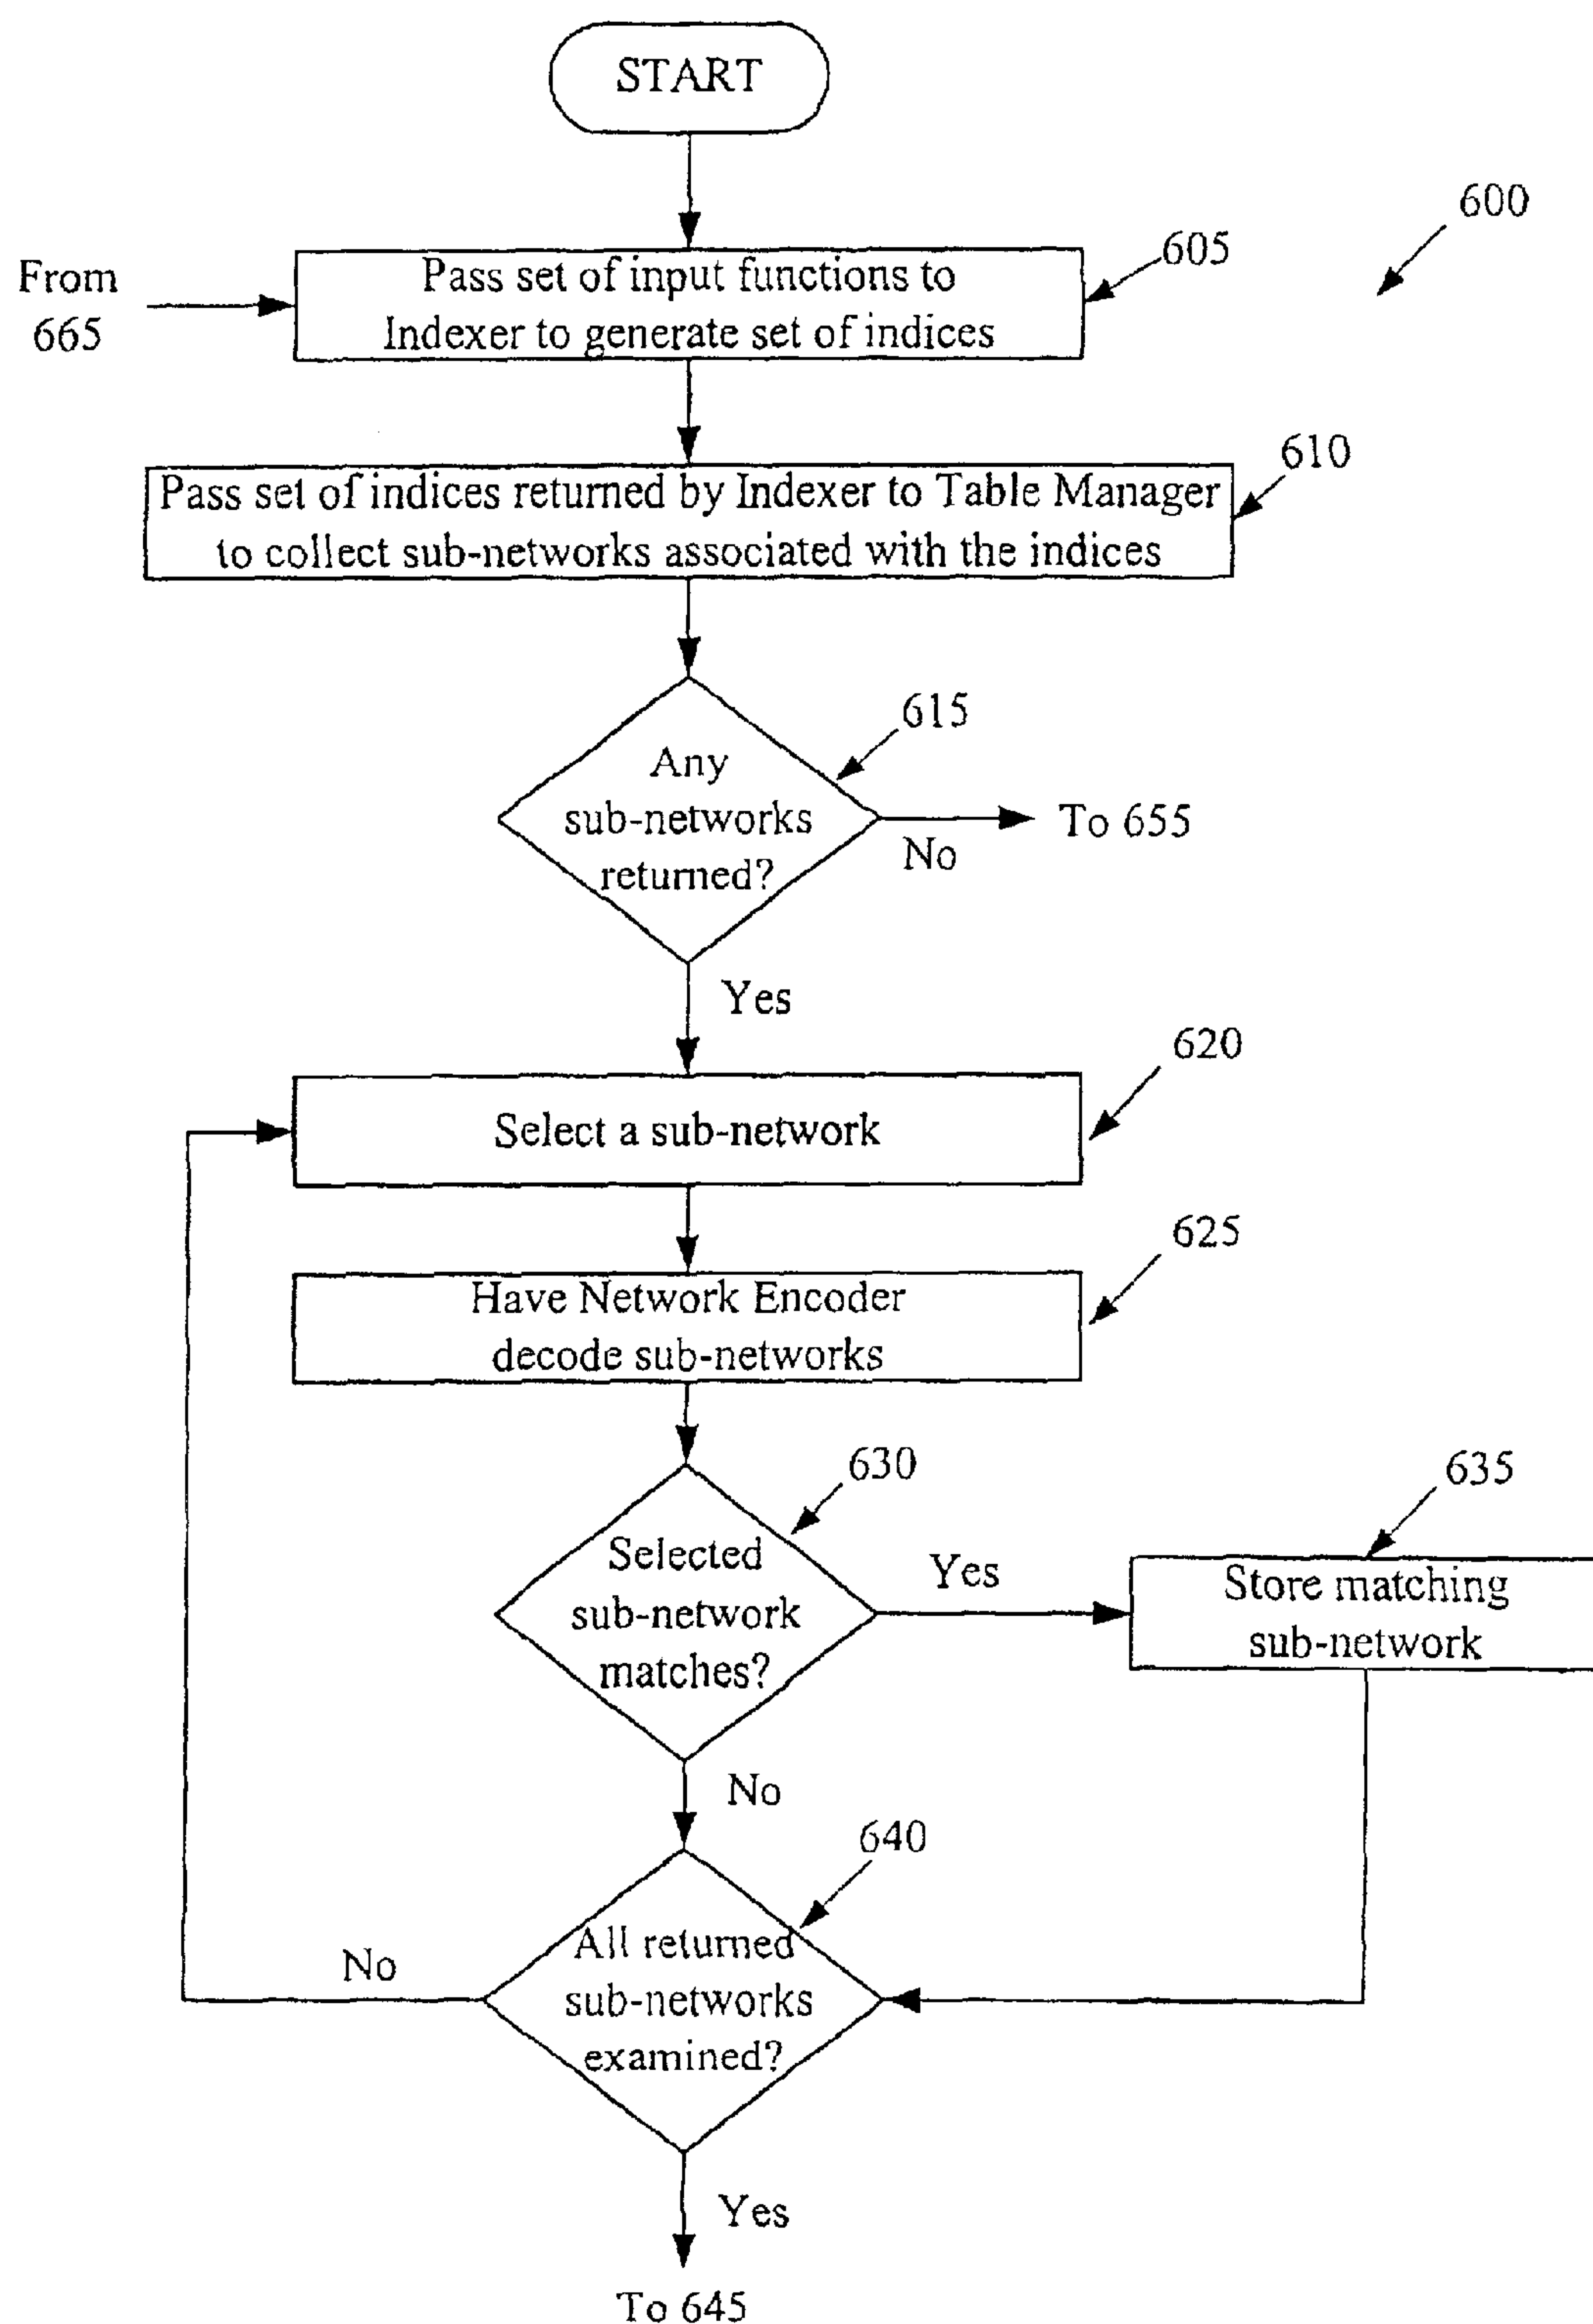 START
600
605
From
665
Pass set of input functions to
Indexer to generate set of indices
610
Pass set of indices returned by Indexer to Table Manager
to collect sub-networks associated with the indices
615
Any
sub-networks
returned?
No
To 655
Yes
620
Select a sub-network
625
Have Network Encoder
decode sub-networks
630
Selected
sub-network
matches?
Yes
635
Store matching
sub-network
No
640
All returned
sub-networks
examined?
No
Yes
To 645